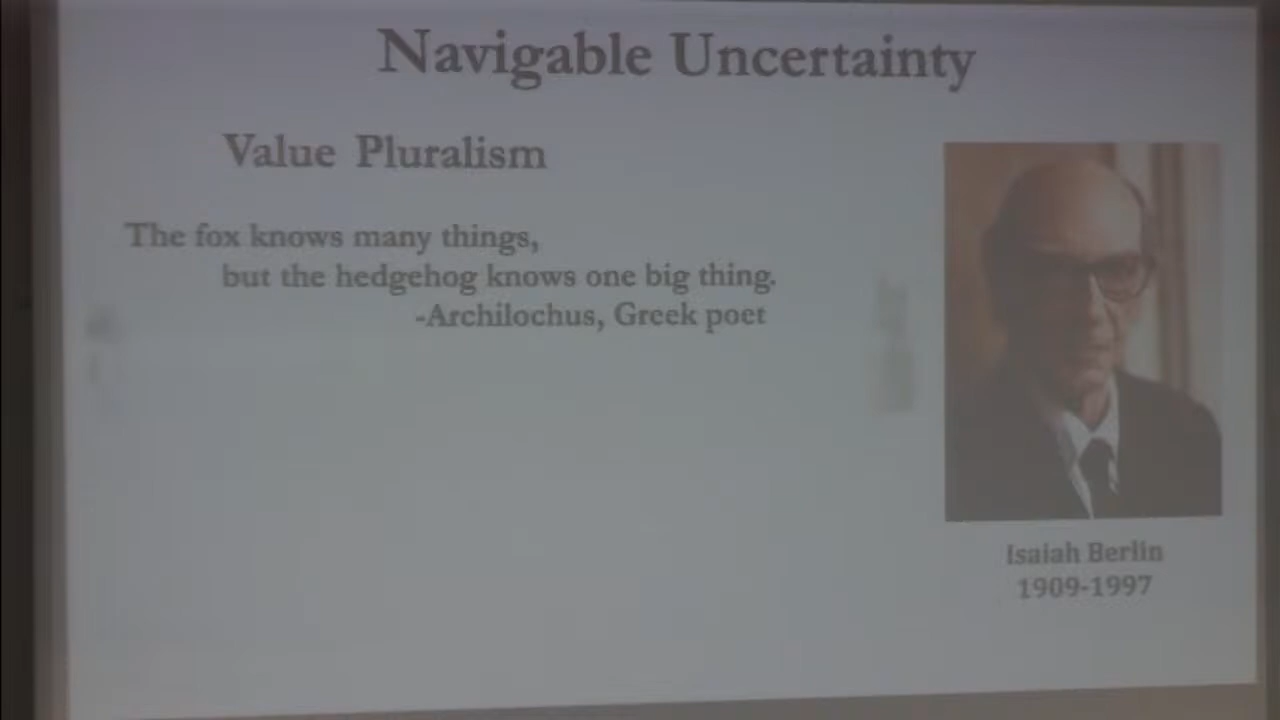 Navigable Uncertainty
Value Pluralism
The fox knows many things,
but the hedgehog knows one big thing.
-Archilochus, Greek poet
Isaiah Berlin
1909-1997